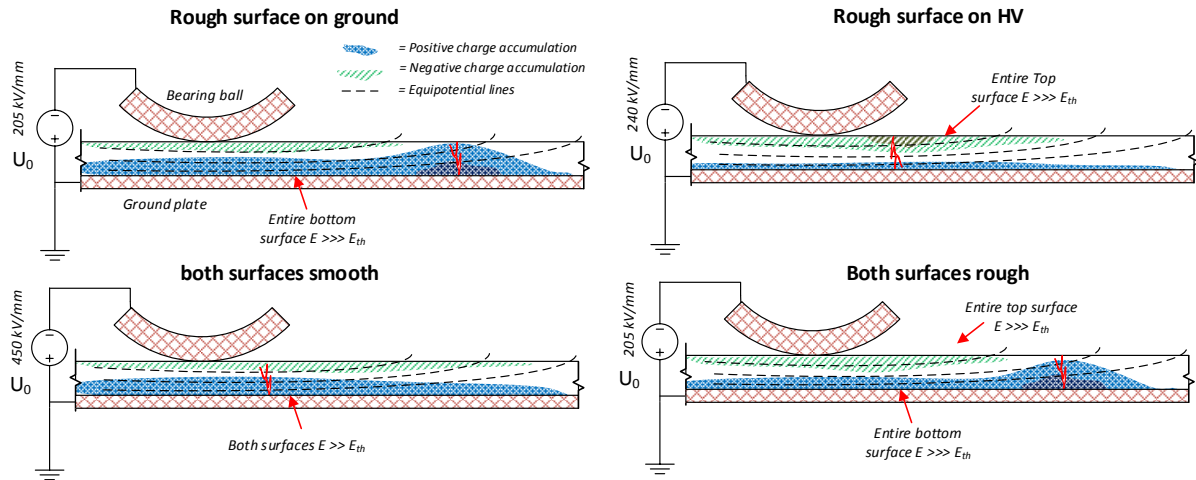 Rough surface on ground
= Positive charge accumulation
= Negative charge accumulation
= Equipotential lines
205 kV/mm
−
+
U0
Bearing ball
Ground plate
Entire bottom
surface E >>> Eth
Rough surface on HV
240 kV/mm
−
+
U0
Entire Top
surface E >>> Eth
both surfaces smooth
450 kV/mm
−
+
U0
Both surfaces E >> Eth
Both surfaces rough
205 kV/mm
−
+
U0
Entire top surface
E >>> Eth
Entire bottom
surface E >>> Eth